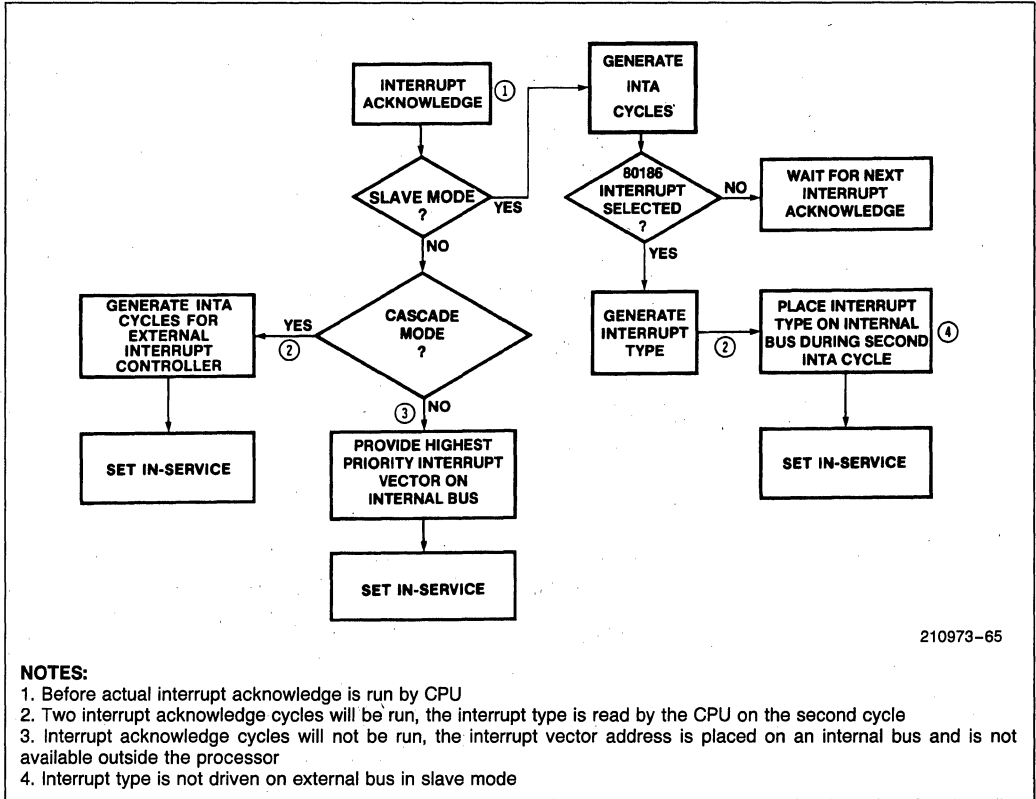 INTERRUPT
ACKNOWLEDGE
①
SLAVE MODE
?
YES
NO
GENERATE
INTA
CYCLES
80186
INTERRUPT
SELECTED
?
NO
WAIT FOR NEXT
INTERRUPT
ACKNOWLEDGE
YES
GENERATE
INTERRUPT
TYPE
②
PLACE INTERRUPT
TYPE ON INTERNAL
BUS DURING SECOND
INTA CYCLE
④
SET IN-SERVICE
CASCADE
MODE
?
YES
②
GENERATE INTA
CYCLES FOR
EXTERNAL
INTERRUPT
CONTROLLER
SET IN-SERVICE
③
NO
PROVIDE HIGHEST
PRIORITY INTERRUPT
VECTOR ON
INTERNAL BUS
SET IN-SERVICE
210973–65
NOTES:
1. Before actual interrupt acknowledge is run by CPU
2. Two interrupt acknowledge cycles will be run, the interrupt type is read by the CPU on the second cycle
3. Interrupt acknowledge cycles will not be run, the interrupt vector address is placed on an internal bus and is not
available outside the processor
4. Interrupt type is not driven on external bus in slave mode